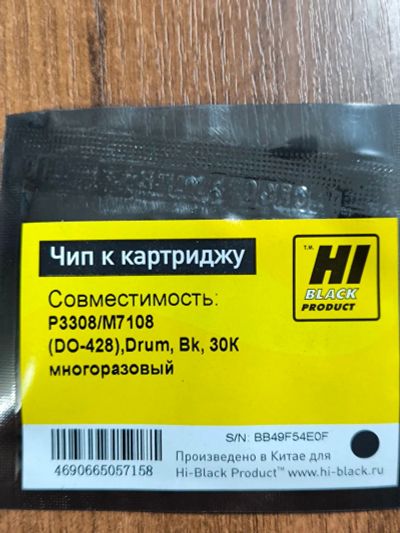 Чип к картриджу
т.м.
HI
BLACK
PRODUCT
Совместимость:
P3308/M7108
(DO-428),Drum, Bk, 30K
многоразовый
S/N: BB49F54E0F
4690665057158
Произведено в Китае для
Hi-Black Product™ www.hi-black.ru